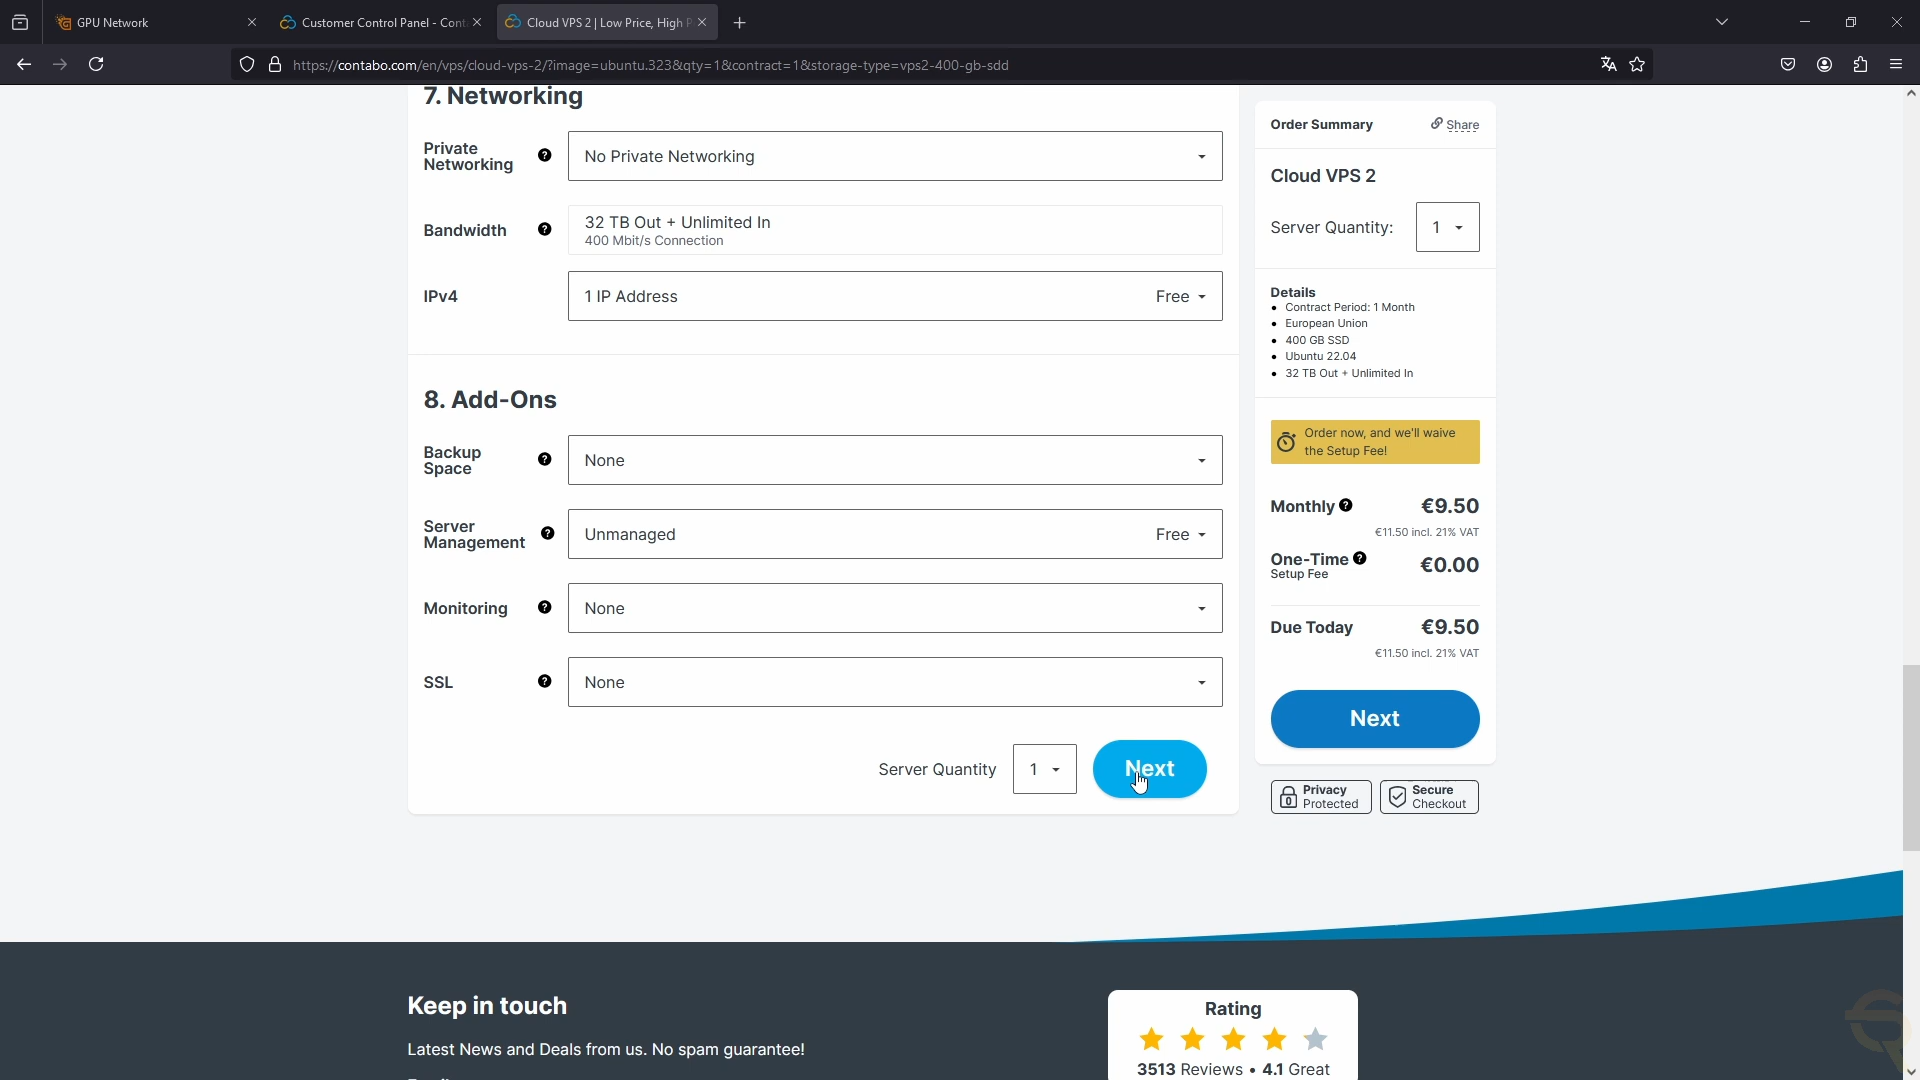 GPU Network
Customer Control Panel - Cont
Cloud VPS 2 | Low Price, High P
https://contabo.com/en/vps/cloud-vps-2/?image=ubuntu.323&qty=1&contract=1&storage-type=vps2-400-gb-sdd
7. Networking
Private
Networking
No Private Networking
Bandwidth
32 TB Out + Unlimited In
400 Mbit/s Connection
IPv4
1 IP Address
Free
8. Add-Ons
Backup
Space
None
Server
Management
Unmanaged
Free
Monitoring
None
SSL
None
Server Quantity
1
Next
Order Summary
Share
Cloud VPS 2
Server Quantity:
1
Details
Contract Period: 1 Month
European Union
400 GB SSD
Ubuntu 22.04
32 TB Out + Unlimited In
Order now, and we'll waive
the Setup Fee!
Monthly
€9.50
€11.50 incl. 21% VAT
One-Time
Setup Fee
€0.00
Due Today
€9.50
€11.50 incl. 21% VAT
Next
Privacy
Protected
Secure
Checkout
Keep in touch
Latest News and Deals from us. No spam guarantee!
Rating
3513 Reviews • 4.1 Great